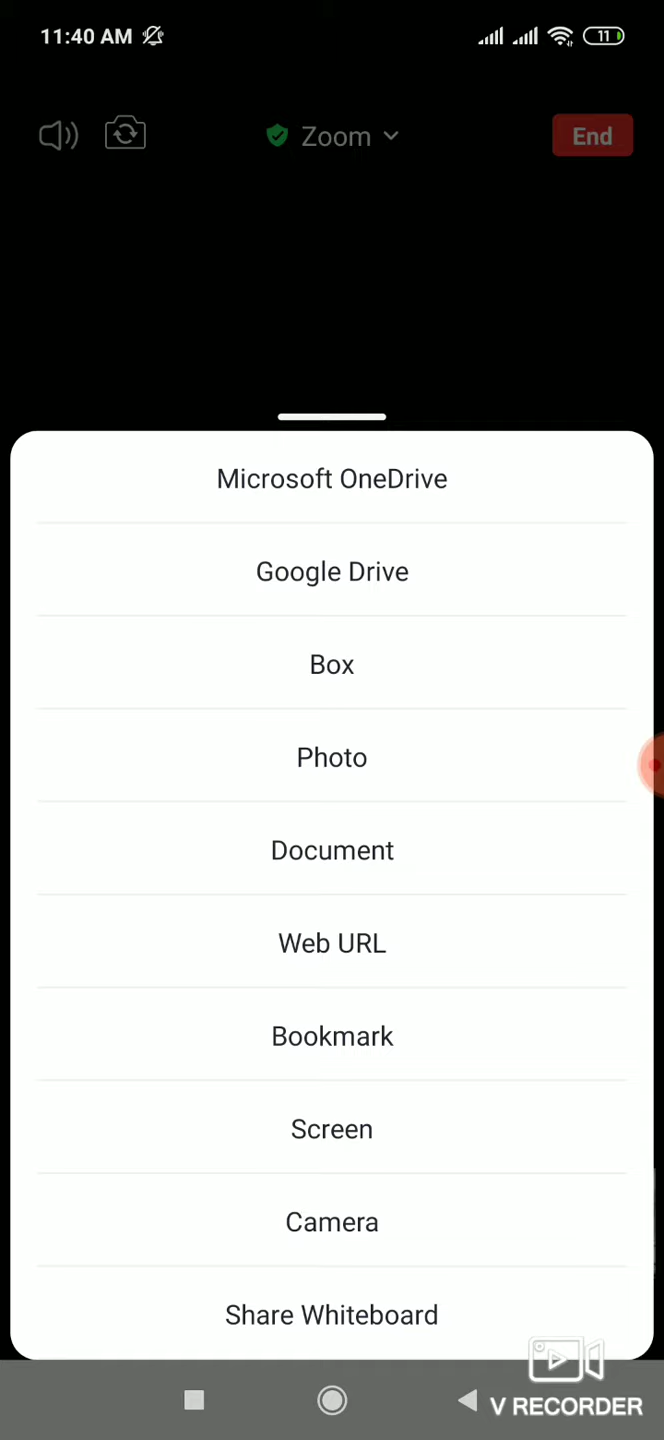 11:40 AM
11
Zoom
End
Microsoft OneDrive
Google Drive
Box
Photo
Document
Web URL
Bookmark
Screen
Camera
Share Whiteboard
V RECORDER